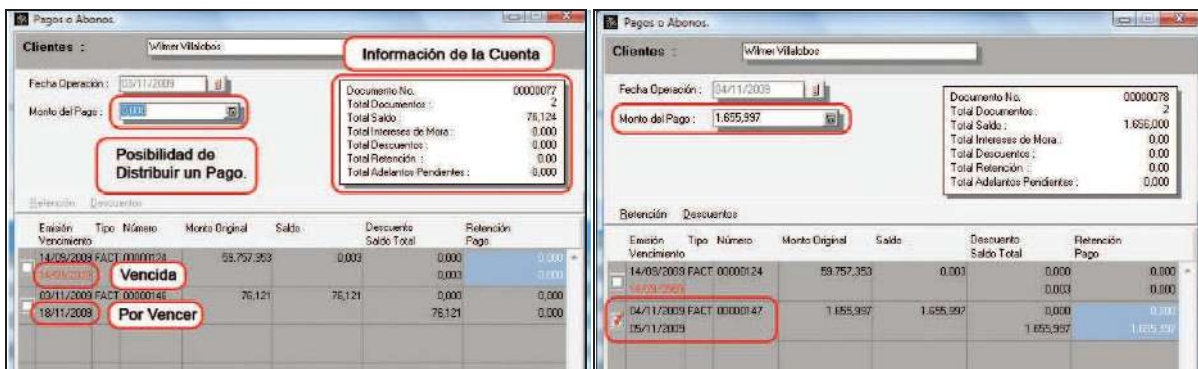 Pagos o Abonos.
Clientes :
Wilmer Villalobos
Información de la Cuenta
Fecha Operación :
03/11/2009
Monto del Pago :
0,000
Documento No. 00000077
Total Documentos : 2
Total Saldo : 76,124
Total Intereses de Mora : 0.000
Total Descuentos : 0,000
Total Retención : 0.00
Total Adelantos Pendientes : 0,000
Posibilidad de
Distribuir un Pago.
Retención Descuentos
Emisión Tipo Número Monto Original Saldo Descuento Retención
Vencimiento Saldo Total Pago
14/09/2009 FACT 00000124 59.757,353 0,003 0,000 0,000
0,003 0,000
Vencida
03/11/2009 FACT 00000146 76,121 76,121 0,000 0,000
18/11/2009 76,121 0,000
Por Vencer
Pagos o Abonos.
Clientes :
Wilmer Villalobos
Fecha Operación :
04/11/2009
Monto del Pago :
1.655,997
Documento No. 00000078
Total Documentos : 2
Total Saldo : 1.656,000
Total Intereses de Mora : 0.00
Total Descuentos : 0.00
Total Retención : 0.00
Total Adelantos Pendientes : 0,000
Retención Descuentos
Emisión Tipo Número Monto Original Saldo Descuento Retención
Vencimiento Saldo Total Pago
14/09/2009 FACT 00000124 59.757,353 0,003 0,000 0,000
0,003 0,000
04/11/2009 FACT 00000147 1.655,997 1.655,997 0,000 0,000
05/11/2009 1.655,997 1.655,997